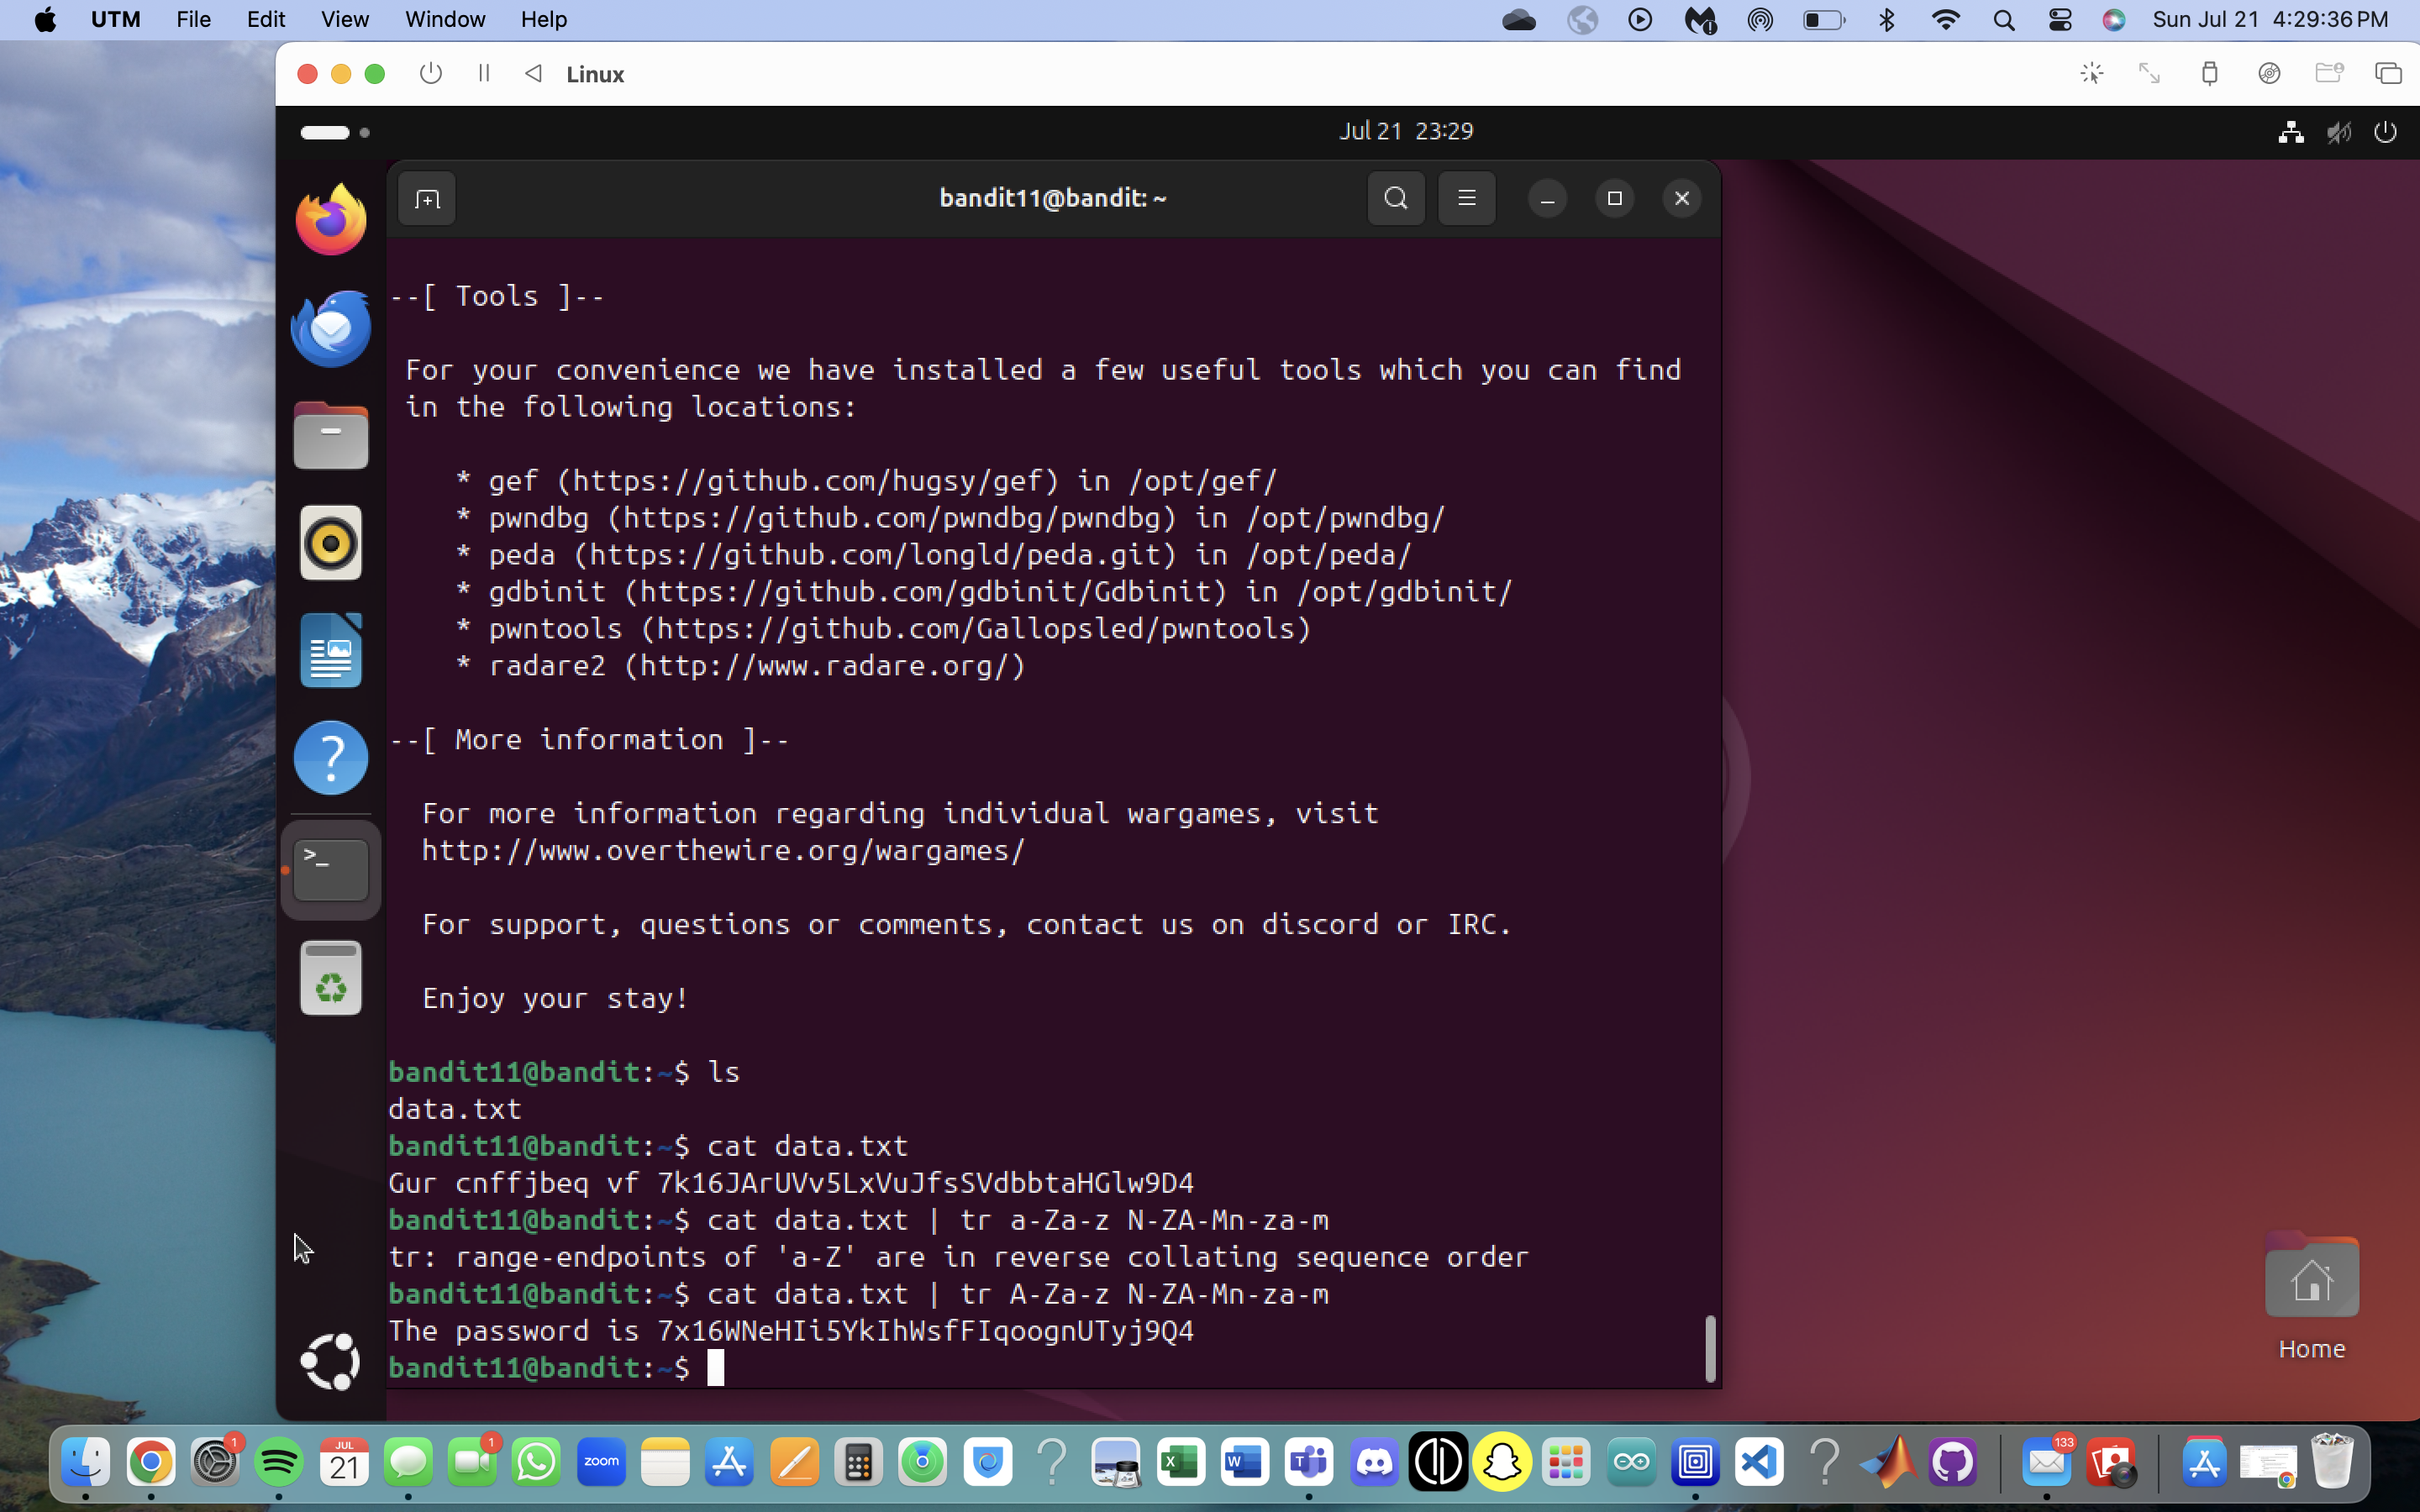 UTM File Edit View Window Help Sun Jul 21 4:29:36 PM
Linux
Jul 21 23:29
bandit11@bandit: ~
--[ Tools ]--
For your convenience we have installed a few useful tools which you can find
in the following locations:
* gef (https://github.com/hugsy/gef) in /opt/gef/
* pwndbg (https://github.com/pwndbg/pwndbg) in /opt/pwndbg/
* peda (https://github.com/longld/peda.git) in /opt/peda/
* gdbinit (https://github.com/gdbinit/Gdbinit) in /opt/gdbinit/
* pwntools (https://github.com/Gallopsled/pwntools)
* radare2 (http://www.radare.org/)
--[ More information ]--
For more information regarding individual wargames, visit
http://www.overthewire.org/wargames/
For support, questions or comments, contact us on discord or IRC.
Enjoy your stay!
bandit11@bandit:~$ ls
data.txt
bandit11@bandit:~$ cat data.txt
Gur cnffjbeq vf 7k16JArUVv5LxVuJfsSVdbbtaHGlw9D4
bandit11@bandit:~$ cat data.txt | tr a-Za-z N-ZA-Mn-za-m
tr: range-endpoints of 'a-Z' are in reverse collating sequence order
bandit11@bandit:~$ cat data.txt | tr A-Za-z N-ZA-Mn-za-m
The password is 7x16WNeHIi5YkIhWsfFIqoognUTyj9Q4
bandit11@bandit:~$
Home
1
JUL
21
1
zoom
X
W
T
133